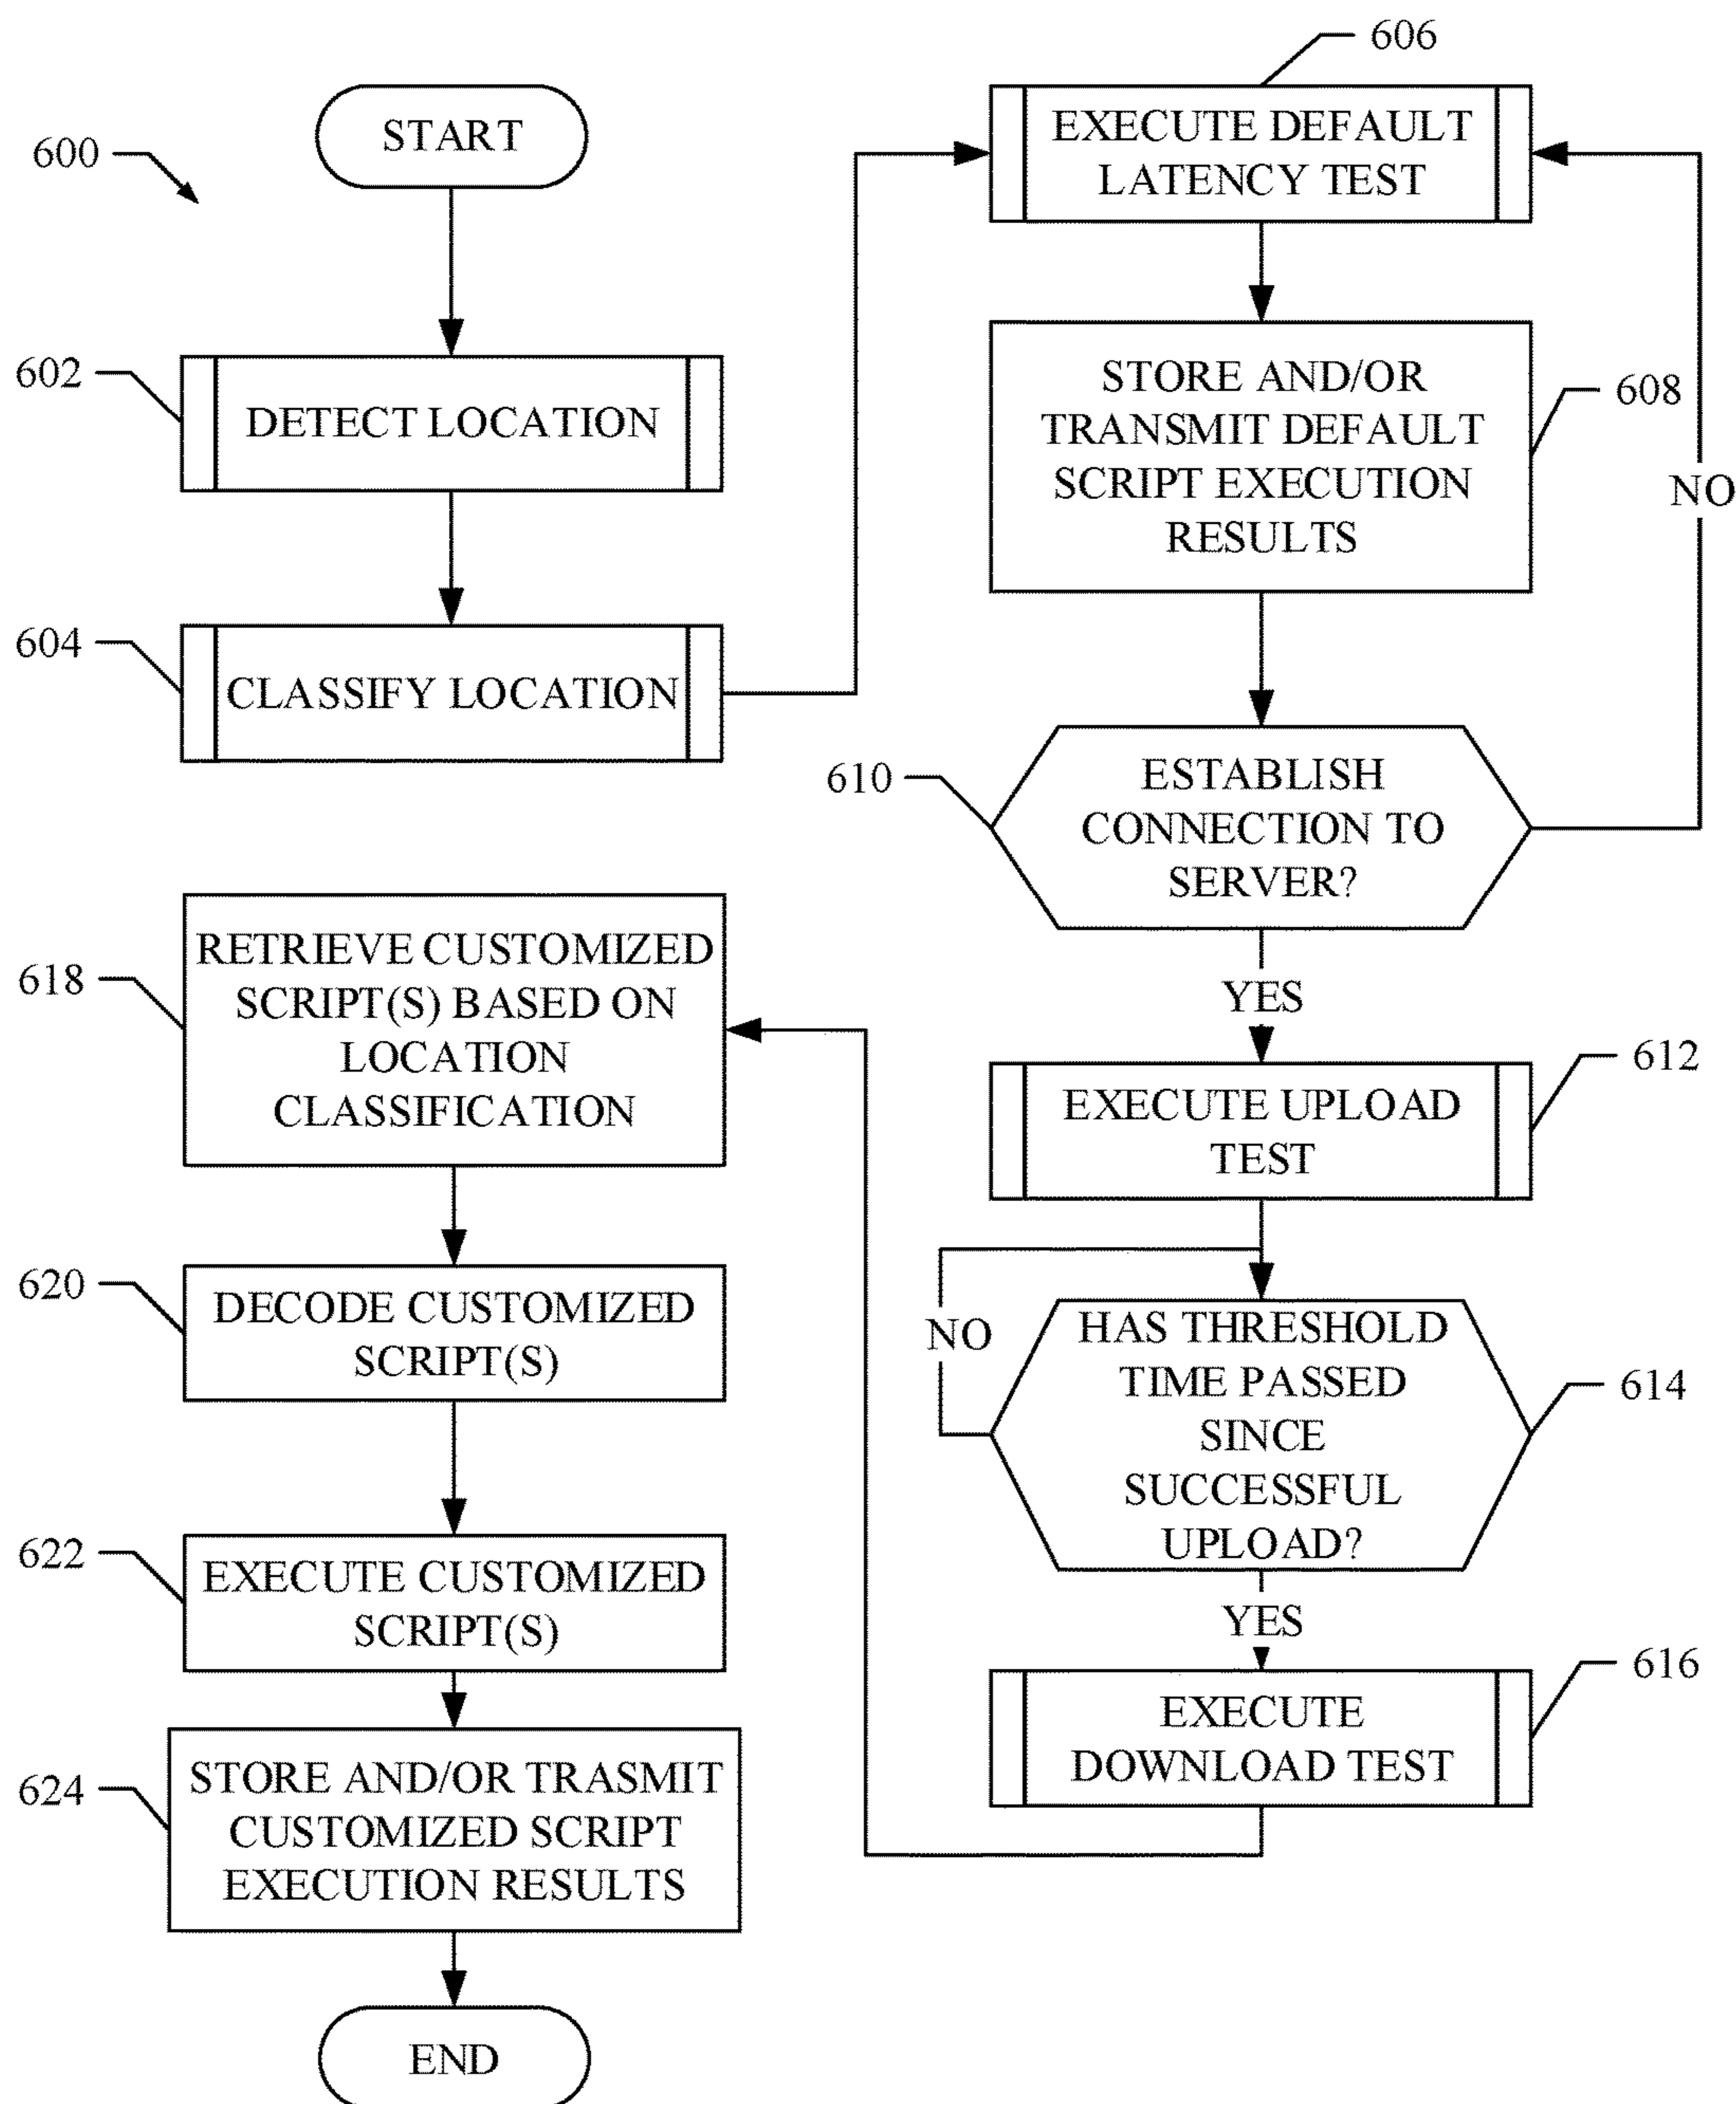 600
START
602
DETECT LOCATION
604
CLASSIFY LOCATION
606
EXECUTE DEFAULT
LATENCY TEST
608
STORE AND/OR
TRANSMIT DEFAULT
SCRIPT EXECUTION
RESULTS
610
ESTABLISH
CONNECTION TO
SERVER?
NO
YES
612
EXECUTE UPLOAD
TEST
614
HAS THRESHOLD
TIME PASSED
SINCE
SUCCESSFUL
UPLOAD?
NO
YES
616
EXECUTE
DOWNLOAD TEST
618
RETRIEVE CUSTOMIZED
SCRIPT(S) BASED ON
LOCATION
CLASSIFICATION
620
DECODE CUSTOMIZED
SCRIPT(S)
622
EXECUTE CUSTOMIZED
SCRIPT(S)
624
STORE AND/OR TRASMIT
CUSTOMIZED SCRIPT
EXECUTION RESULTS
END